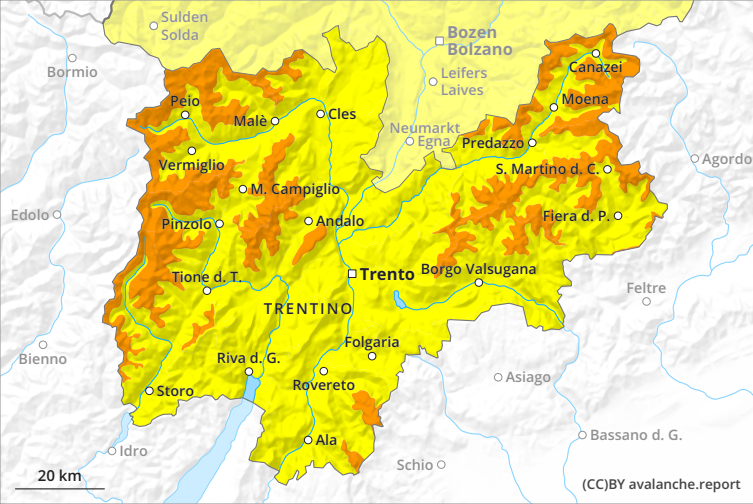 Sulden
Solda
Bozen
Bolzano
Bormio
Leifers
Laives
Canazei
Peio
Moena
Malè
Cles
Neumarkt
Egna
Predazzo
Vermiglio
Agordo
S. Martino d. C.
M. Campiglio
Edolo
Pinzolo
Andalo
Fiera d. P.
Trento
Borgo Valsugana
Tione d. T.
Feltre
TRENTINO
Folgaria
Bienno
Riva d. G.
Rovereto
Asiago
Storo
Ala
Bassano d. G.
Idro
Schio
20 km
(CC)BY avalanche.report